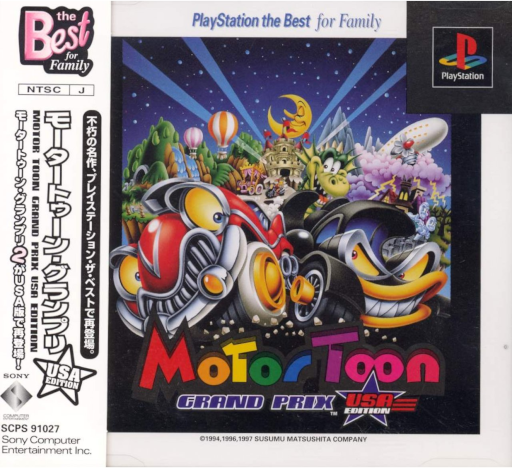 the
Best
for
Family
NTSC J
不朽の名作、プレイステーション・ザ・ベストで再登場。
モータートゥーン・グランプリ
MOTOR TOON GRAND PRIX USA EDITION
モータートゥーン・グランプリ2がUSA版で再登場!
USA
EDITION
SONY
SCPS 91027
Sony Computer
Entertainment Inc.
PlayStation the Best for Family
PlayStation
MoTor Toon
GRAND PRIX USA
EDITION
©1994,1996,1997 SUSUMU MATSUSHITA COMPANY